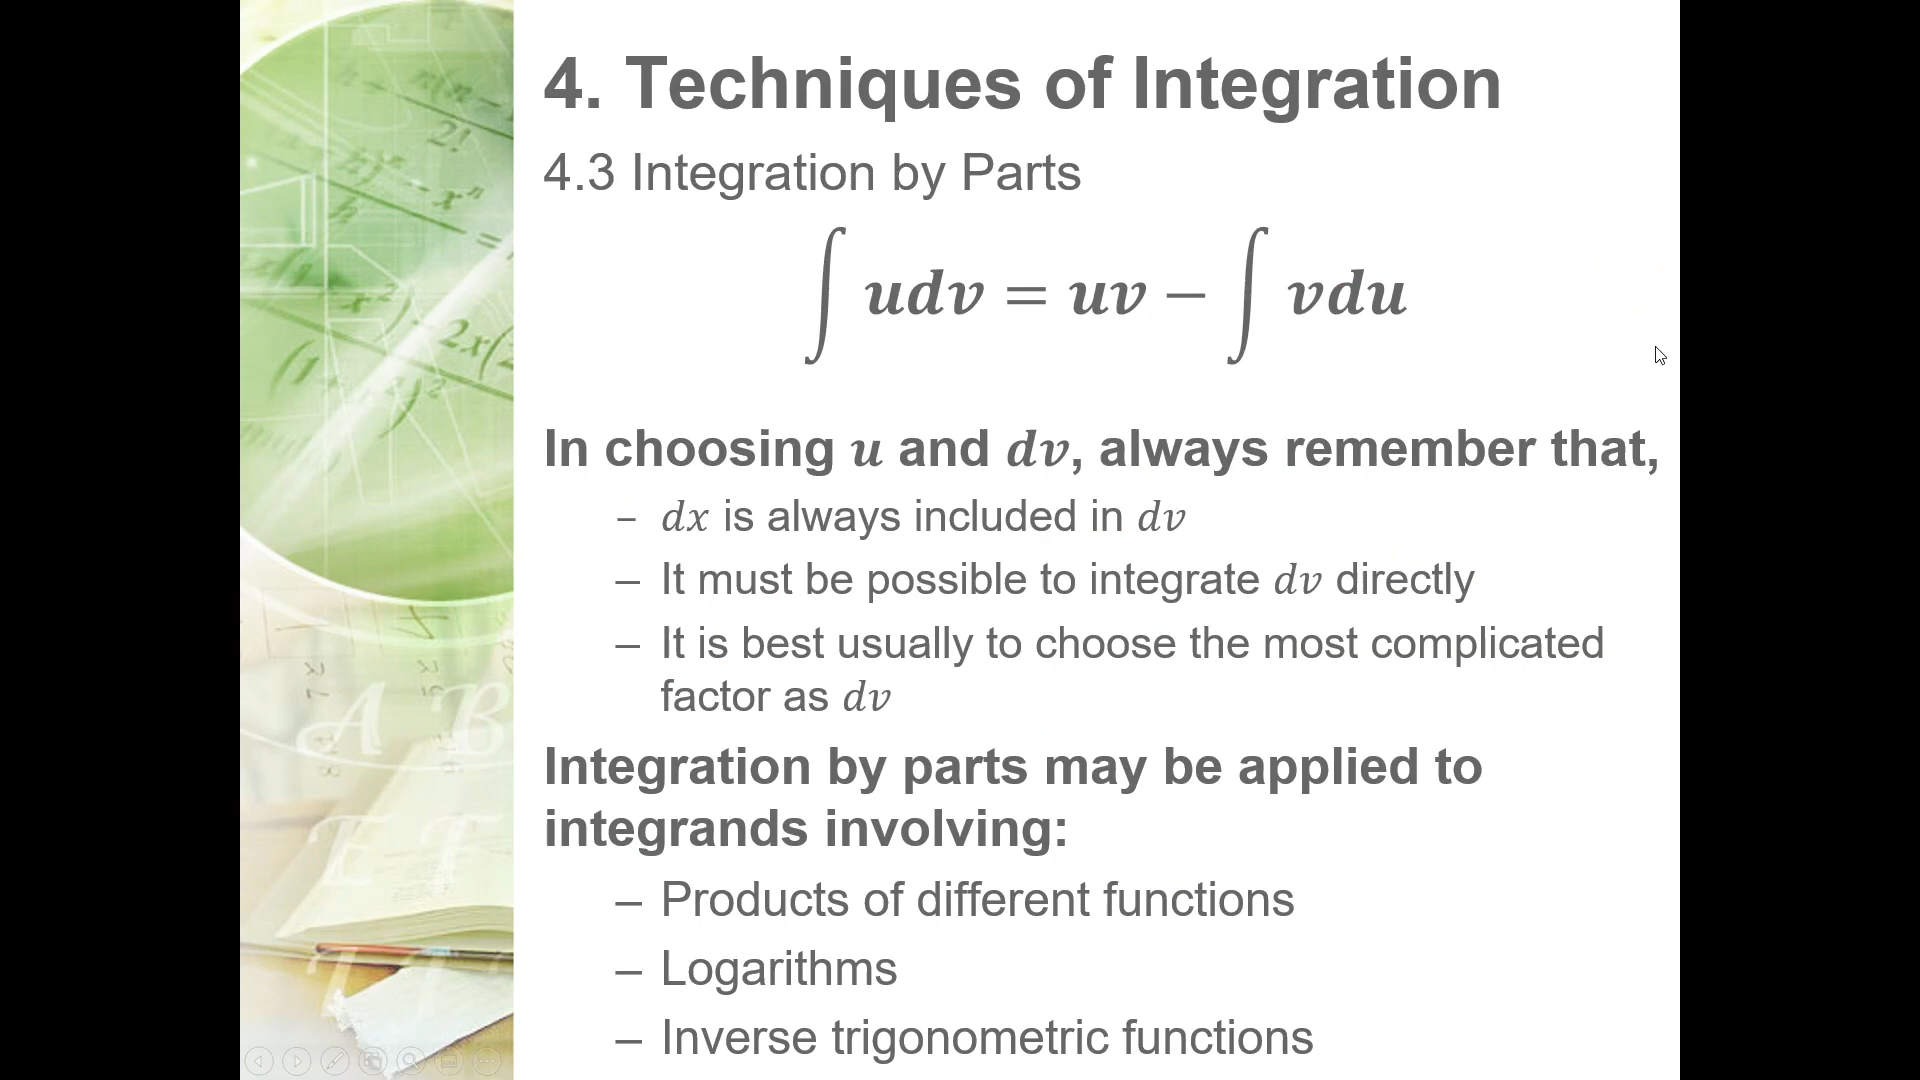 4. Techniques of Integration
4.3 Integration by Parts
∫ udv = uv − ∫ vdu
In choosing u and dv, always remember that,
– dx is always included in dv
– It must be possible to integrate dv directly
– It is best usually to choose the most complicated
factor as dv
Integration by parts may be applied to
integrands involving:
– Products of different functions
– Logarithms
– Inverse trigonometric functions